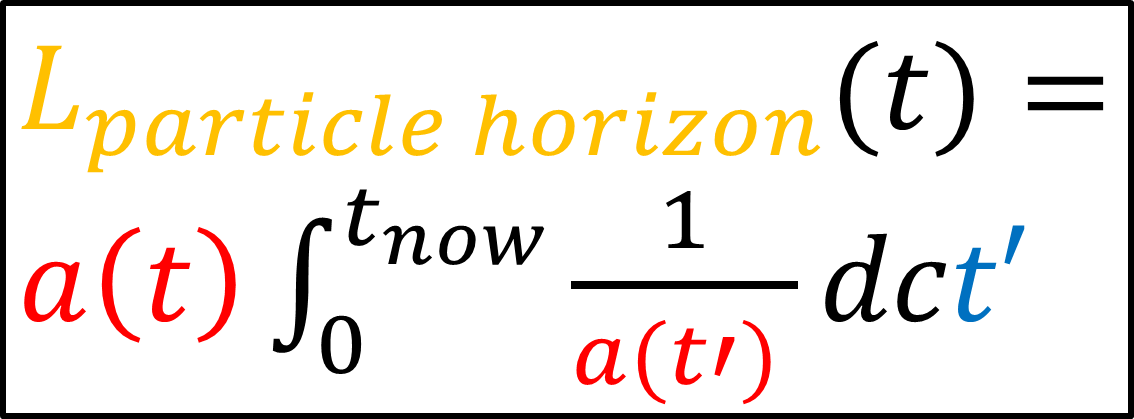 L_particle horizon(t) =
a(t) ∫_0^t_now 1/a(t′) dct′